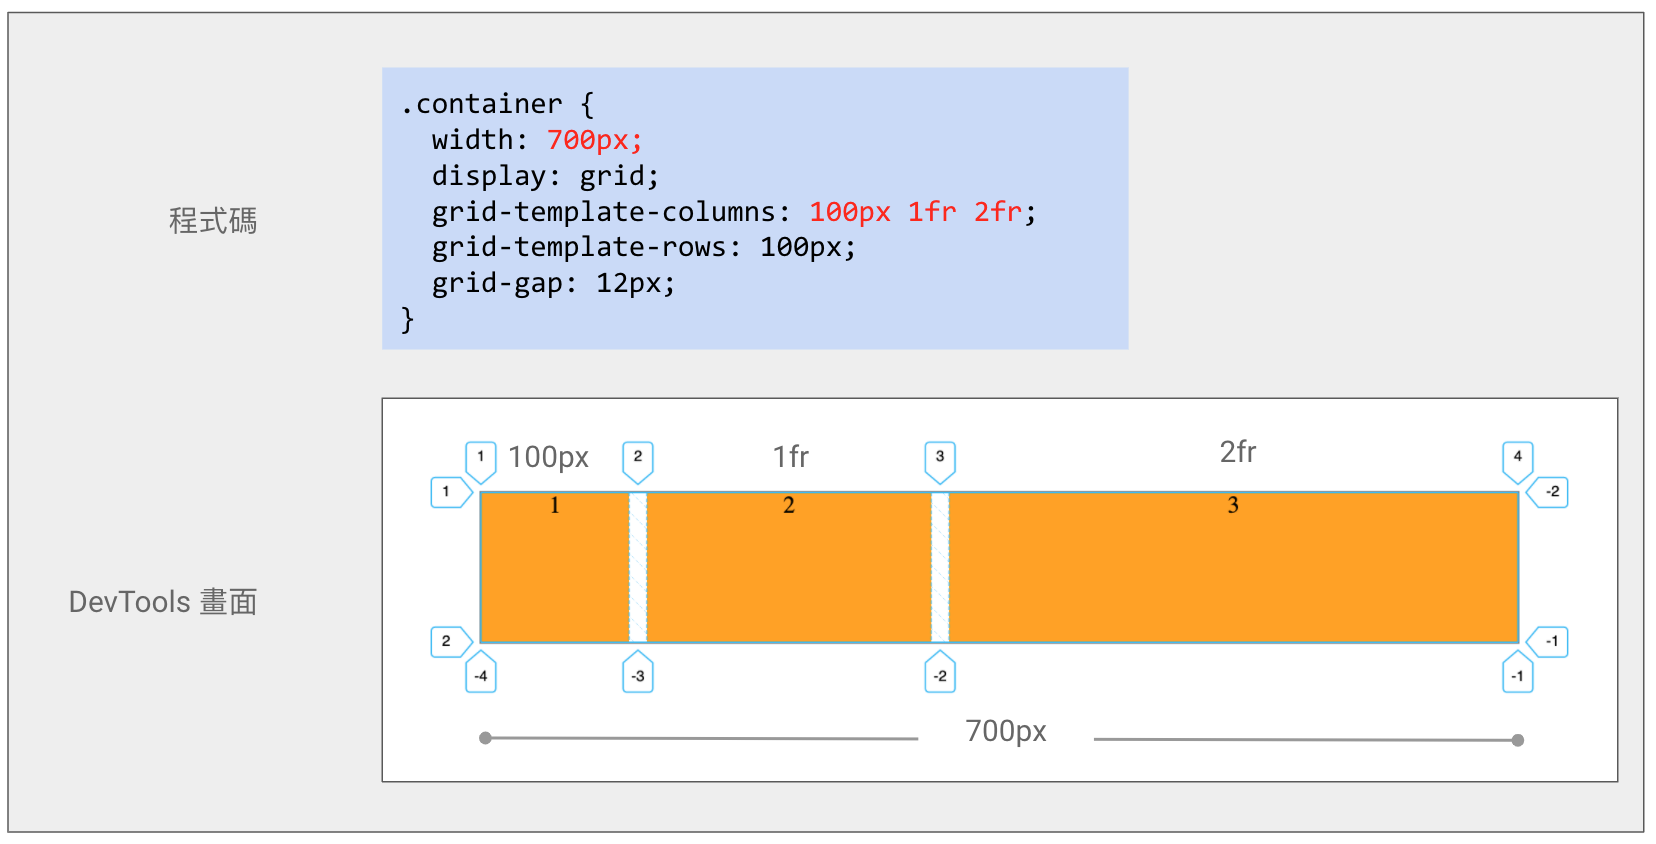 程式碼
.container {
  width: 700px;
  display: grid;
  grid-template-columns: 100px 1fr 2fr;
  grid-template-rows: 100px;
  grid-gap: 12px;
}
DevTools 畫面
1 100px 2 1fr 3 2fr 4
1 -2
1 2 3
2 -1
-4 -3 -2 -1
700px